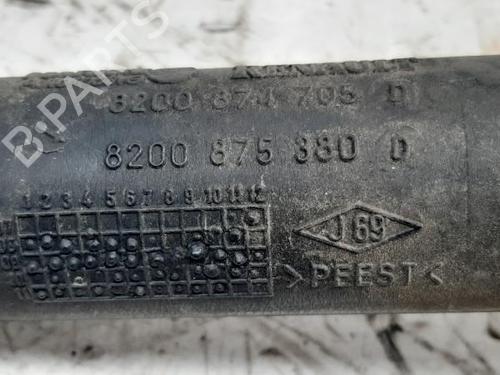 RENAULT
8200 874 705 D
8200 875 380 D
1 2 3 4 5 6 7 8 9 10 11 12
J 69
>PEEST<
B-PARTS